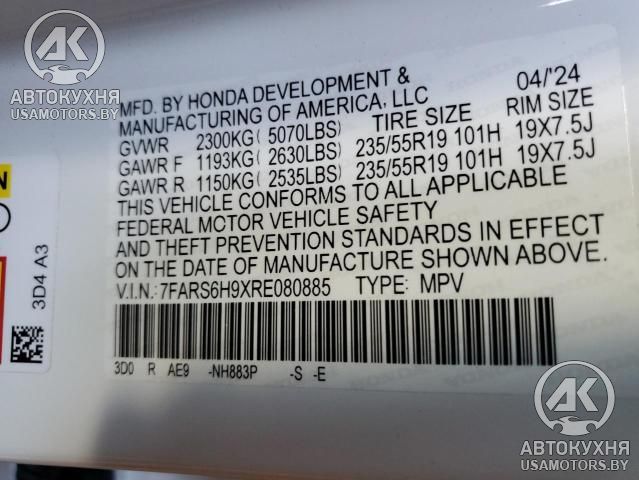 AK
АВТОКУХНЯ
USAMOTORS.BY
MFD. BY HONDA DEVELOPMENT & 04/'24
MANUFACTURING OF AMERICA, LLC TIRE SIZE RIM SIZE
GVWR 2300KG( 5070LBS)
GAWR F 1193KG( 2630LBS) 235/55R19 101H 19X7.5J
GAWR R 1150KG( 2535LBS) 235/55R19 101H 19X7.5J
THIS VEHICLE CONFORMS TO ALL APPLICABLE
FEDERAL MOTOR VEHICLE SAFETY
AND THEFT PREVENTION STANDARDS IN EFFECT
ON THE DATE OF MANUFACTURE SHOWN ABOVE.
V.I.N.:7FARS6H9XRE080885 TYPE: MPV
3D0 R AE9 -NH883P -S -E
3D4 A3
AK
АВТОКУХНЯ
USAMOTORS.BY